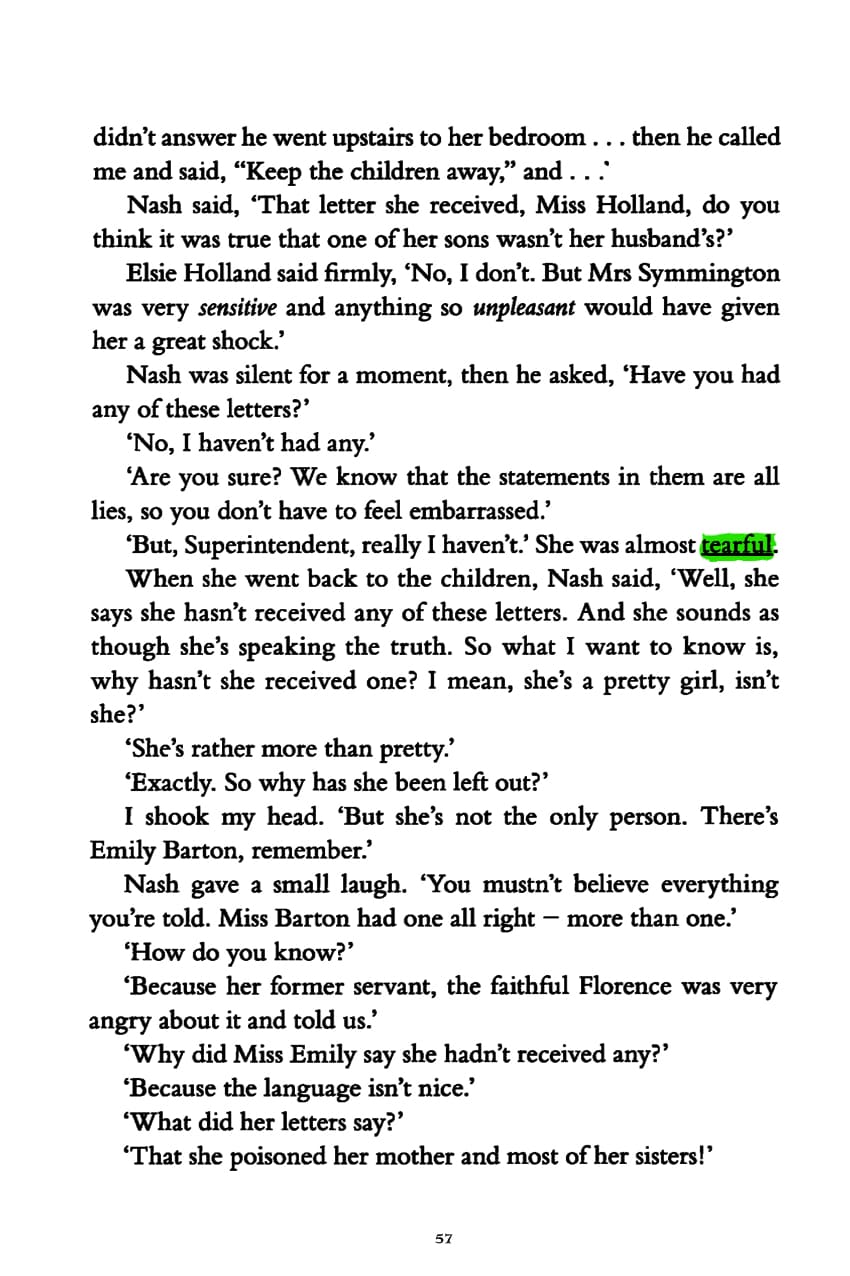 didn’t answer he went upstairs to her bedroom . . . then he called
me and said, “Keep the children away,” and . . .’
Nash said, ‘That letter she received, Miss Holland, do you
think it was true that one of her sons wasn’t her husband’s?’
Elsie Holland said firmly, ‘No, I don’t. But Mrs Symmington
was very sensitive and anything so unpleasant would have given
her a great shock.’
Nash was silent for a moment, then he asked, ‘Have you had
any of these letters?’
‘No, I haven’t had any.’
‘Are you sure? We know that the statements in them are all
lies, so you don’t have to feel embarrassed.’
‘But, Superintendent, really I haven’t.’ She was almost tearful.
When she went back to the children, Nash said, ‘Well, she
says she hasn’t received any of these letters. And she sounds as
though she’s speaking the truth. So what I want to know is,
why hasn’t she received one? I mean, she’s a pretty girl, isn’t
she?’
‘She’s rather more than pretty.’
‘Exactly. So why has she been left out?’
I shook my head. ‘But she’s not the only person. There’s
Emily Barton, remember.’
Nash gave a small laugh. ‘You mustn’t believe everything
you’re told. Miss Barton had one all right – more than one.’
‘How do you know?’
‘Because her former servant, the faithful Florence was very
angry about it and told us.’
‘Why did Miss Emily say she hadn’t received any?’
‘Because the language isn’t nice.’
‘What did her letters say?’
‘That she poisoned her mother and most of her sisters!’
57